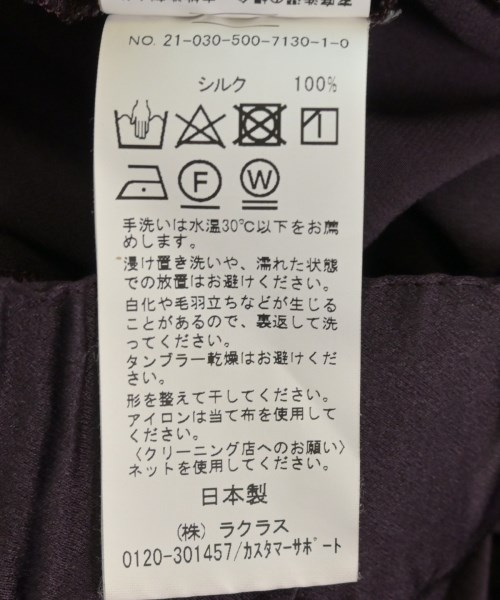 NO. 21-030-500-7130-1-0
シルク 100%
F
W
手洗いは水温30℃以下をお薦
めします。
浸け置き洗いや、濡れた状態
での放置はお避けください。
白化や毛羽立ちなどが生じる
ことがあるので、裏返して洗
ってください。
タンブラー乾燥はお避けくだ
さい。
形を整えて干してください。
アイロンは当て布を使用して
ください。
〈クリーニング店へのお願い〉
ネットを使用してください。
日本製
(株) ラクラス
0120-301457/カスタマーサポート